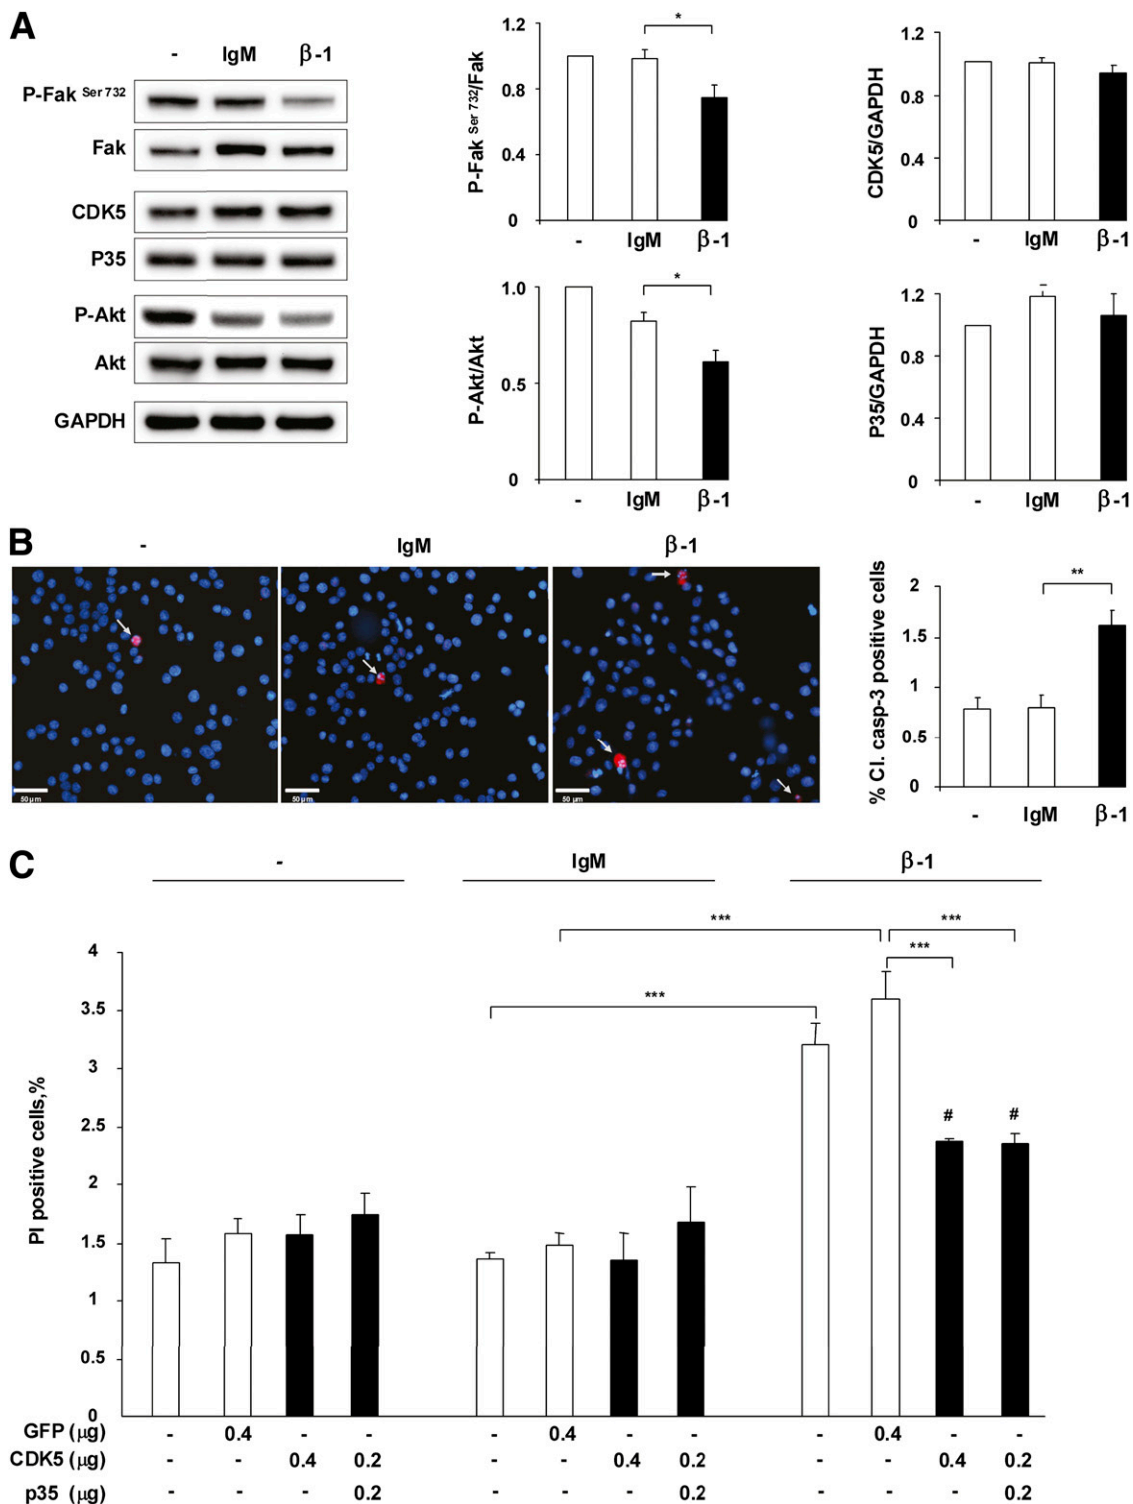 A
- IgM β-1
P-Fak Ser 732
Fak
CDK5
P35
P-Akt
Akt
GAPDH
P-Fak Ser 732/Fak
1.2
0.8
0.4
0
*
- IgM β-1
CDK5/GAPDH
1.2
0.8
0.4
0
- IgM β-1
P-Akt/Akt
1.0
0.5
0
*
- IgM β-1
P35/GAPDH
1.2
0.8
0.4
0
- IgM β-1
B
- IgM β-1
50 µm 50 µm 50 µm
% Cl. casp-3 positive cells
2
1.5
1
0.5
0
**
- IgM β-1
C
- IgM β-1
*** ***
***
***
# #
PI positive cells,%
4
3.5
3
2.5
2
1.5
1
0.5
0
GFP (µg) - 0.4 - - - 0.4 - - - 0.4 - -
CDK5 (µg) - - 0.4 0.2 - - 0.4 0.2 - - 0.4 0.2
p35 (µg) - - - 0.2 - - - 0.2 - - - 0.2